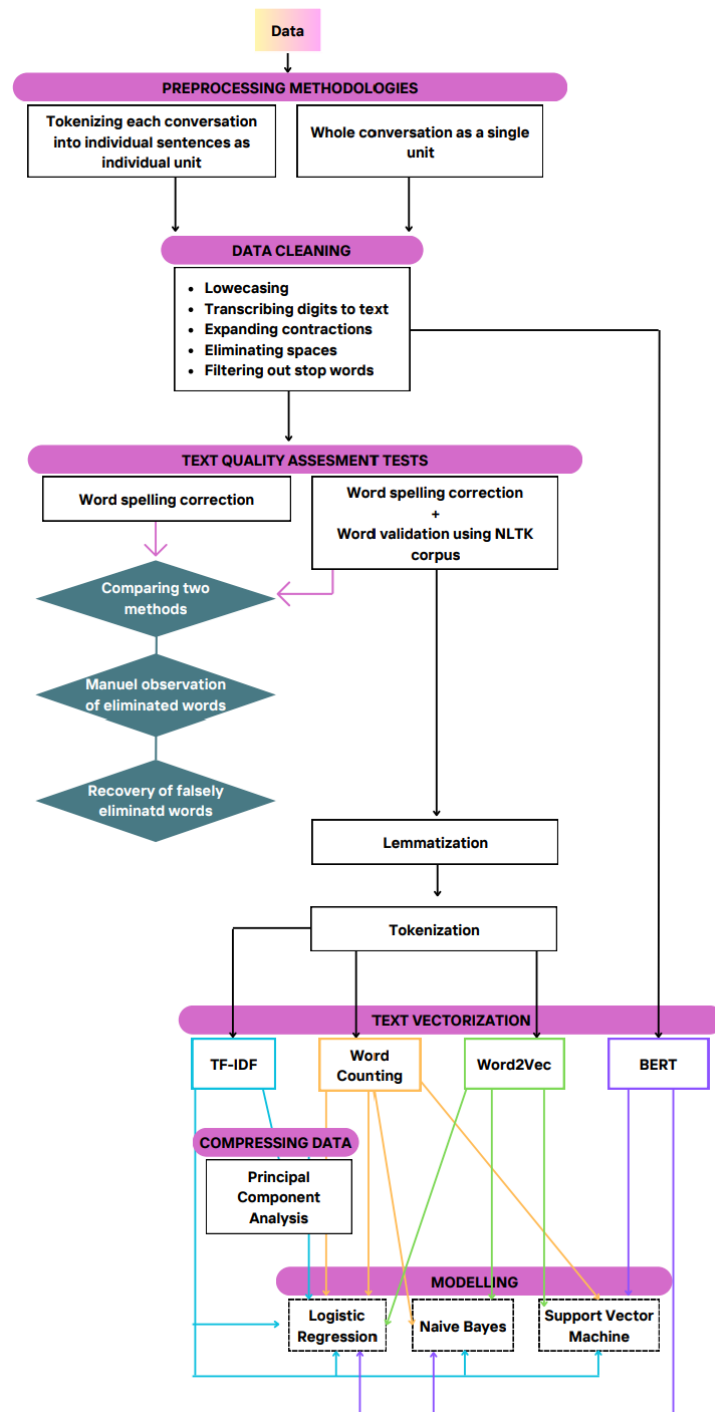 Data
PREPROCESSING METHODOLOGIES
Tokenizing each conversation
into individual sentences as
individual unit
Whole conversation as a single
unit
DATA CLEANING
• Lowecasing
• Transcribing digits to text
• Expanding contractions
• Eliminating spaces
• Filtering out stop words
TEXT QUALITY ASSESMENT TESTS
Word spelling correction
Word spelling correction
+
Word validation using NLTK
corpus
Comparing two
methods
Manuel observation
of eliminated words
Recovery of falsely
eliminatd words
Lemmatization
Tokenization
TEXT VECTORIZATION
TF-IDF
Word
Counting
Word2Vec
BERT
COMPRESSING DATA
Principal
Component
Analysis
MODELLING
Logistic
Regression
Naive Bayes
Support Vector
Machine